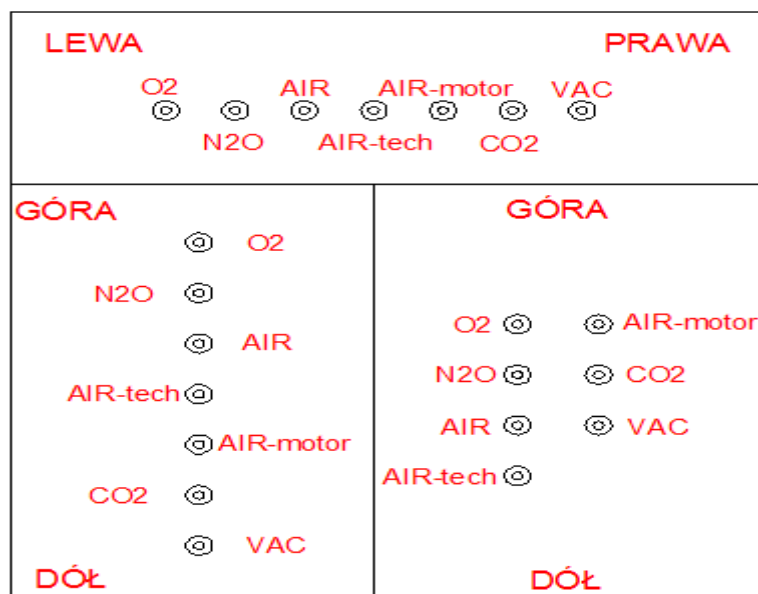 LEWA PRAWA
O2 AIR AIR-motor VAC
N2O AIR-tech CO2
GÓRA
O2
N2O
AIR
AIR-tech
AIR-motor
CO2
VAC
DÓŁ
GÓRA
O2 AIR-motor
N2O CO2
AIR VAC
AIR-tech
DÓŁ